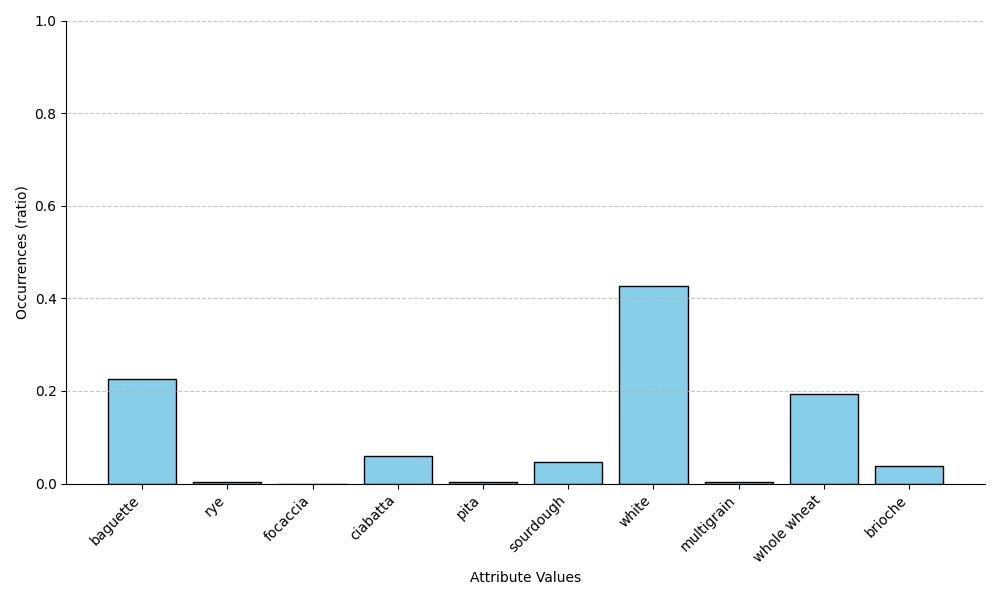 1.0
0.8
0.6
0.4
0.2
0.0
Occurrences (ratio)
baguette
rye
focaccia
ciabatta
pita
sourdough
white
multigrain
whole wheat
brioche
Attribute Values